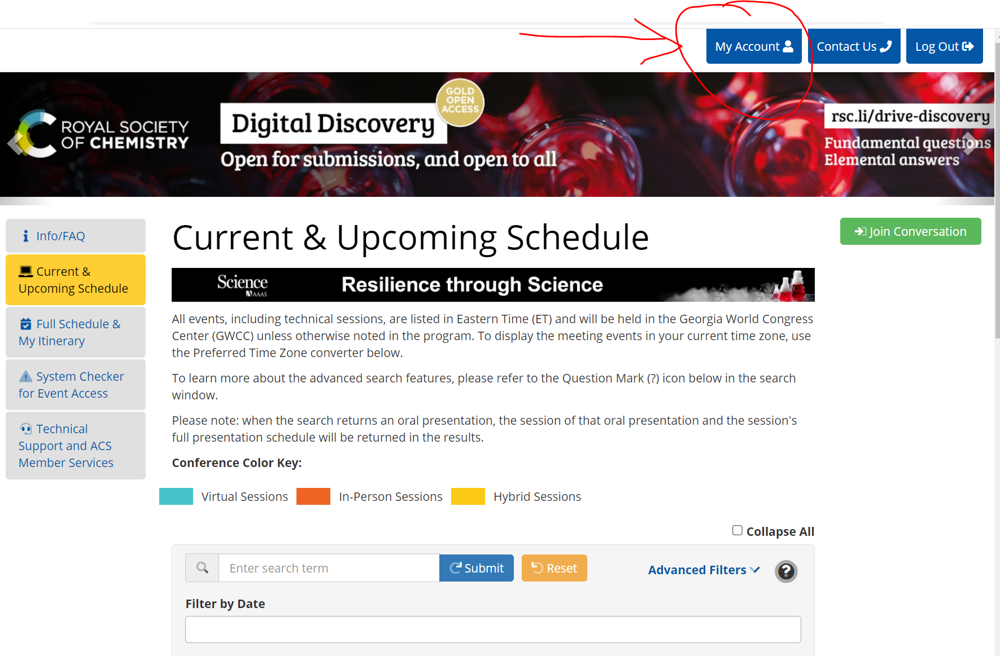 My Account
Contact Us
Log Out
GOLD
OPEN
ACCESS
ROYAL SOCIETY
OF CHEMISTRY
Digital Discovery
Open for submissions, and open to all
rsc.li/drive-discovery
Fundamental questions
Elemental answers
Info/FAQ
Current &
Upcoming Schedule
Full Schedule &
My Itinerary
System Checker
for Event Access
Technical
Support and ACS
Member Services
Current & Upcoming Schedule
Join Conversation
Science
AAAS
Resilience through Science
All events, including technical sessions, are listed in Eastern Time (ET) and will be held in the Georgia World Congress
Center (GWCC) unless otherwise noted in the program. To display the meeting events in your current time zone, use
the Preferred Time Zone converter below.
To learn more about the advanced search features, please refer to the Question Mark (?) icon below in the search
window.
Please note: when the search returns an oral presentation, the session of that oral presentation and the session's
full presentation schedule will be returned in the results.
Conference Color Key:
Virtual Sessions
In-Person Sessions
Hybrid Sessions
Collapse All
Enter search term
Submit
Reset
Advanced Filters
?
Filter by Date